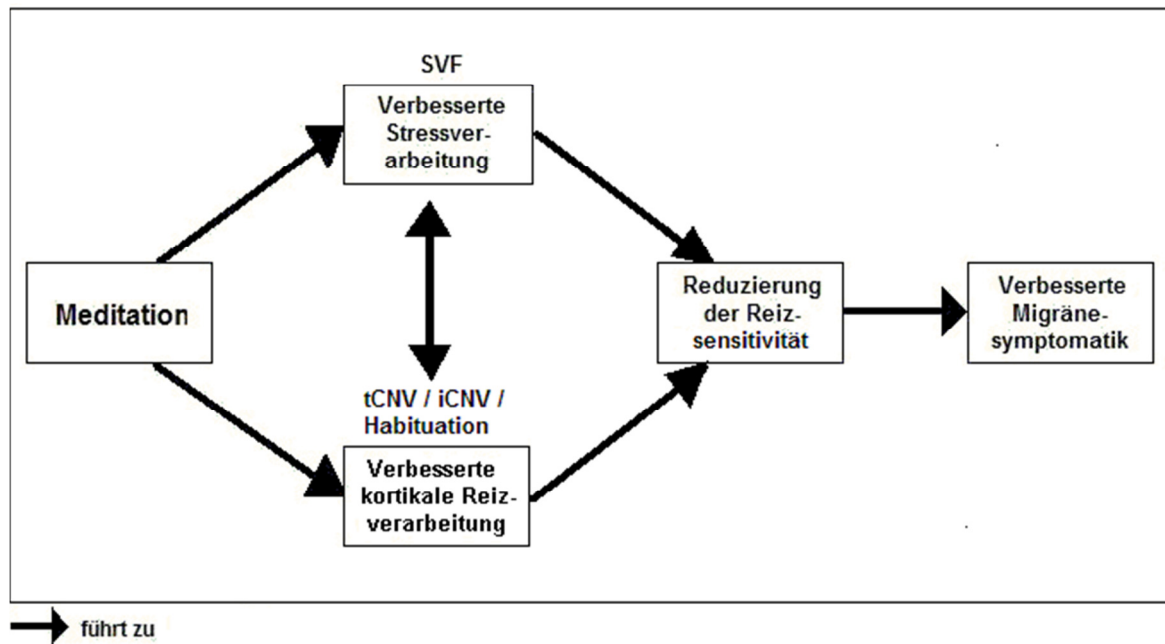 SVF
Verbesserte
Stressver-
arbeitung
Meditation
tCNV / iCNV /
Habituation
Verbesserte
kortikale Reiz-
verarbeitung
Reduzierung
der Reiz-
sensitivität
Verbesserte
Migräne-
symptomatik
führt zu